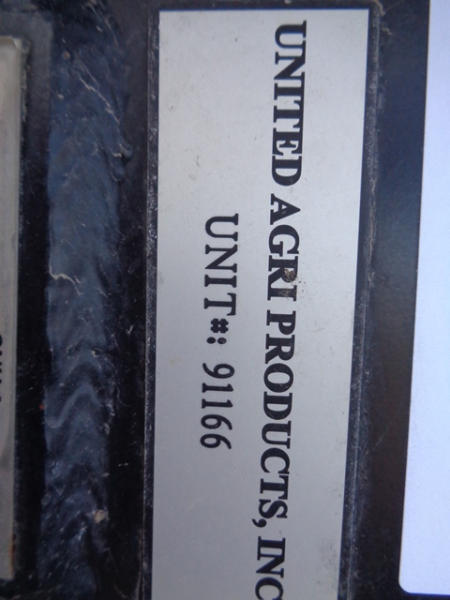 UNITED AGRI PRODUCTS, INC
UNIT#: 91166